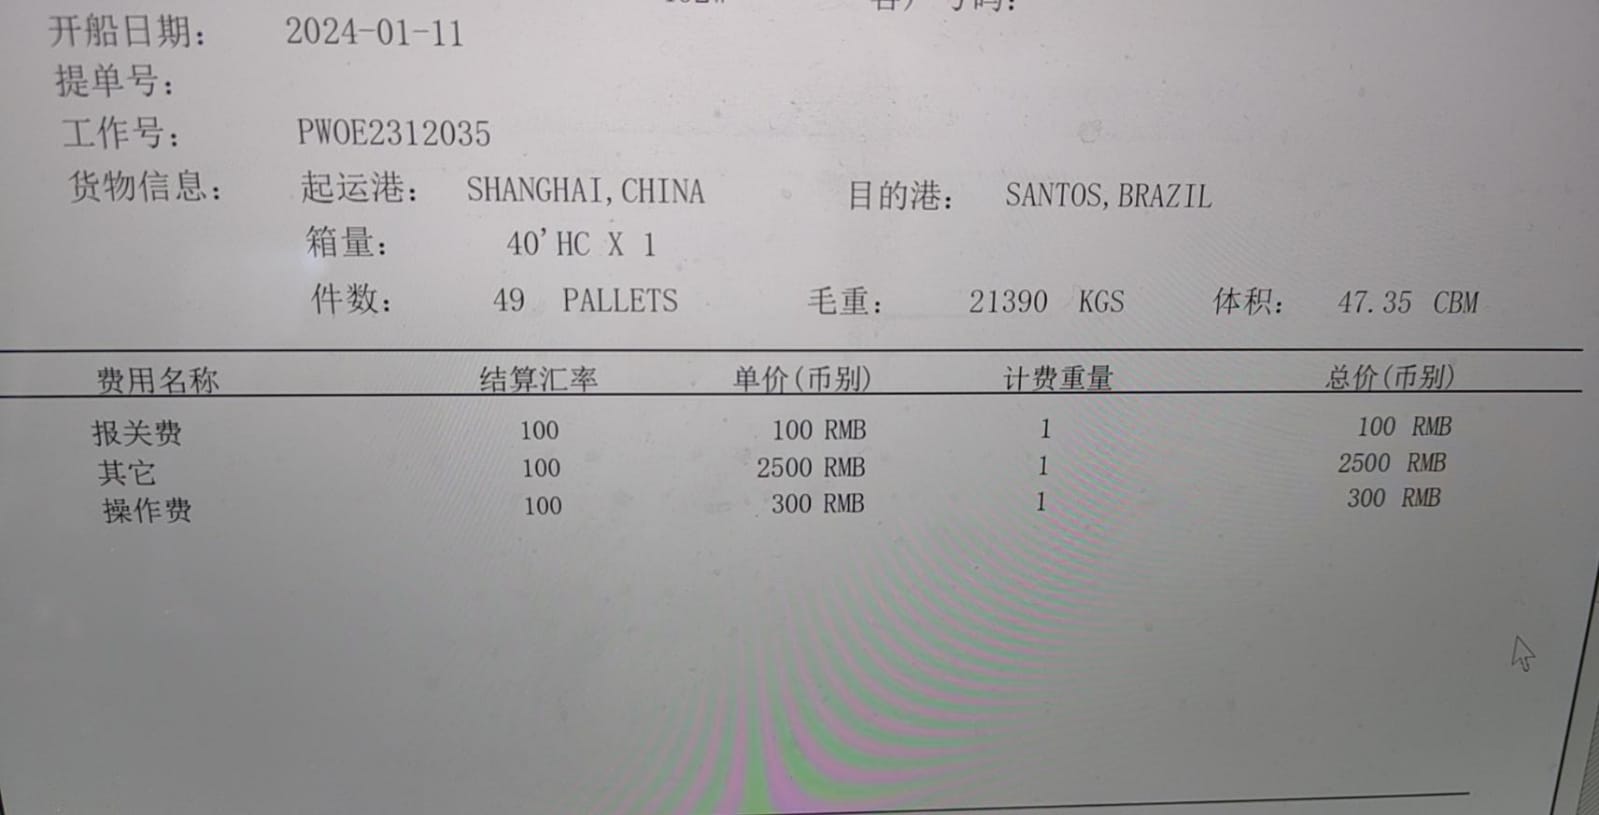 开船日期： 2024-01-11
提单号：
工作号： PWOE2312035
货物信息： 起运港： SHANGHAI,CHINA 目的港： SANTOS,BRAZIL
箱量： 40'HC X 1
件数： 49 PALLETS 毛重： 21390 KGS 体积： 47.35 CBM
费用名称 结算汇率 单价(币别) 计费重量 总价(币别)
报关费 100 100 RMB 1 100 RMB
其它 100 2500 RMB 1 2500 RMB
操作费 100 300 RMB 1 300 RMB